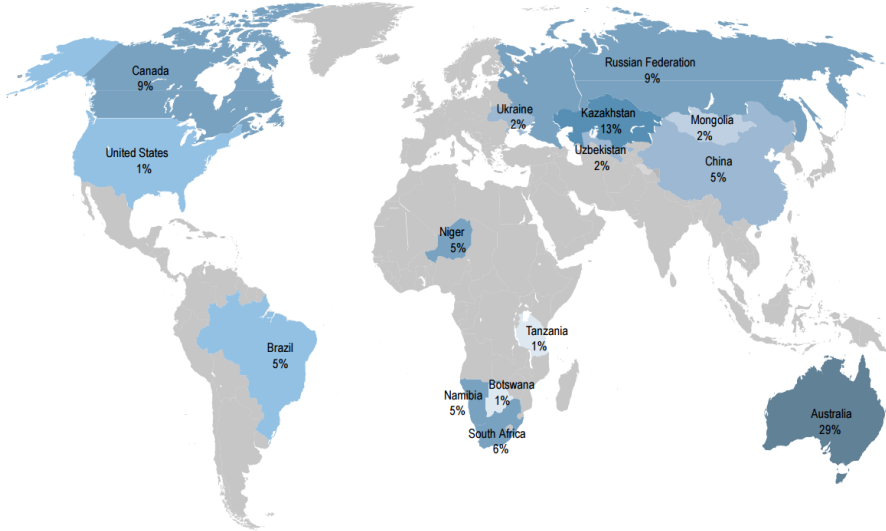 Canada
9%
Russian Federation
9%
Ukraine
2%
Kazakhstan
13%
Mongolia
2%
United States
1%
Uzbekistan
2%
China
5%
Niger
5%
Tanzania
1%
Brazil
5%
Botswana
1%
Namibia
5%
Australia
29%
South Africa
6%